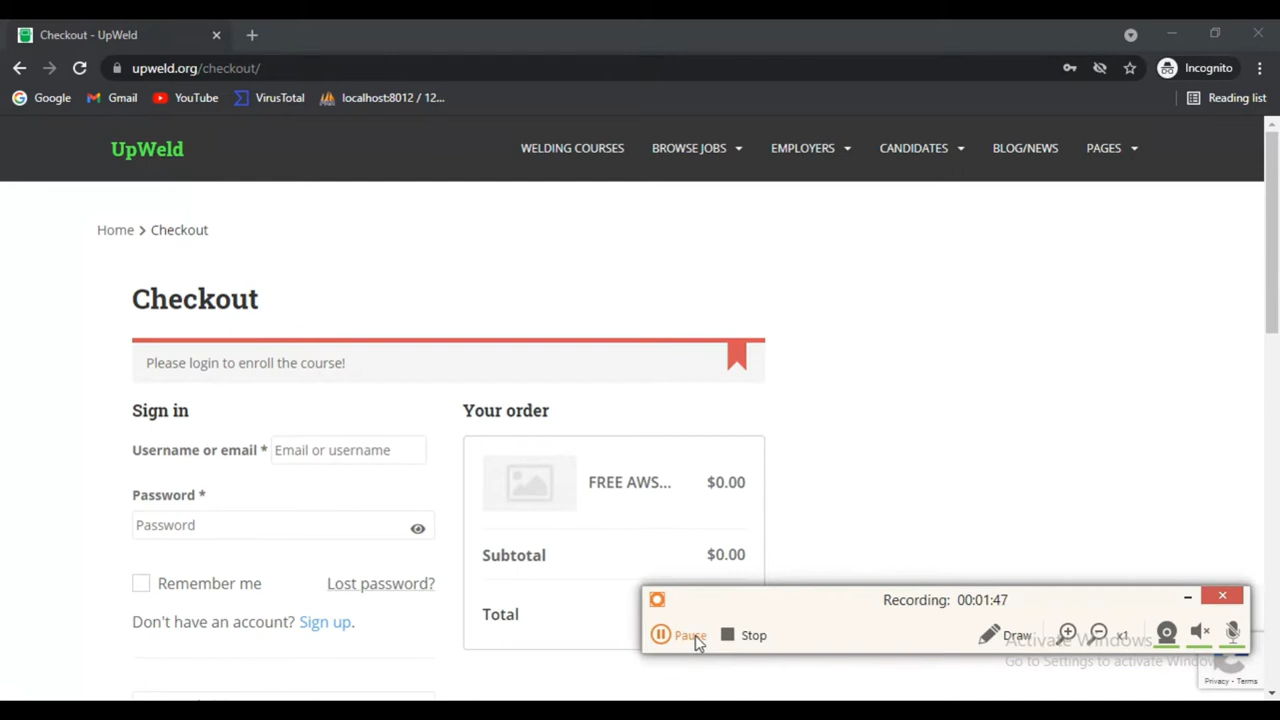 Checkout - UpWeld
upweld.org/checkout/
Incognito
Google
Gmail
YouTube
VirusTotal
localhost:8012 / 12...
Reading list
UpWeld
WELDING COURSES
BROWSE JOBS
EMPLOYERS
CANDIDATES
BLOG/NEWS
PAGES
Home > Checkout
Checkout
Please login to enroll the course!
Sign in
Username or email *
Email or username
Password *
Password
Remember me
Lost password?
Don't have an account? Sign up.
Your order
FREE AWS... $0.00
Subtotal $0.00
Total
Recording: 00:01:47
Pause
Stop
Draw
x1
Activate Windows
Go to Settings to activate Windows
Privacy - Terms